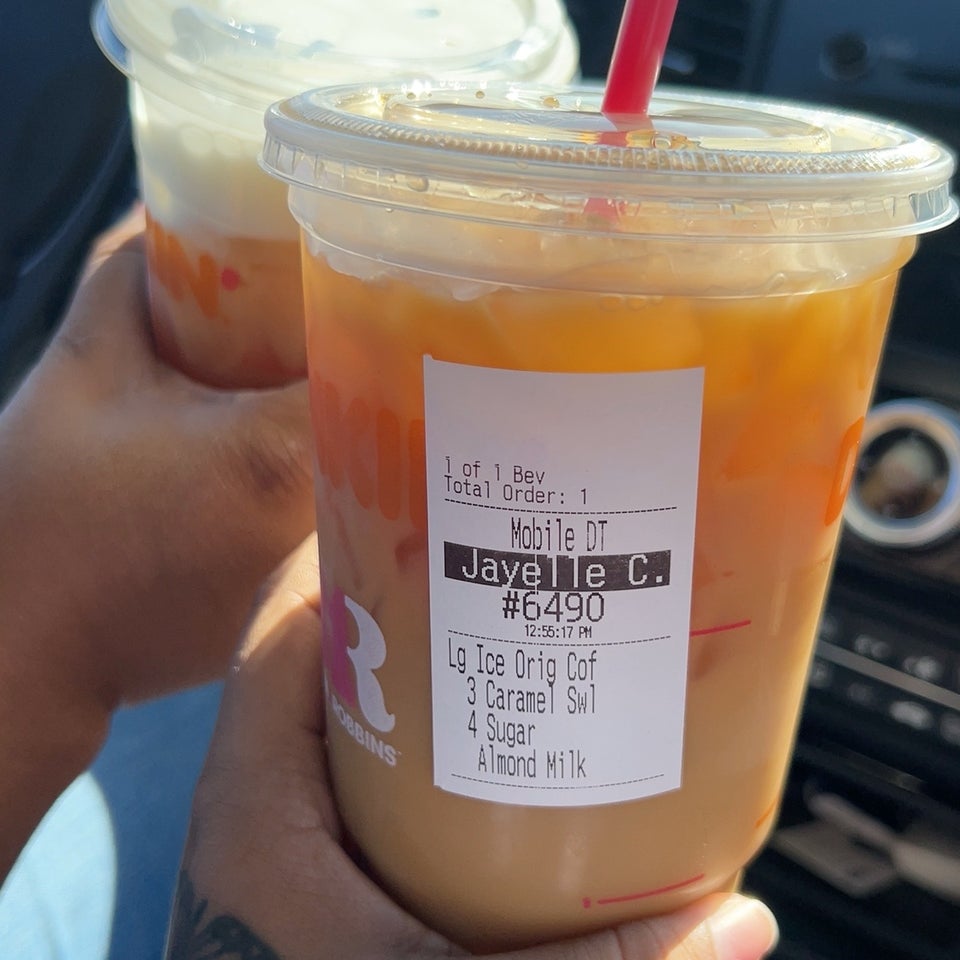 1 of 1 Bev
Total Order: 1
Mobile DT
Jayelle C.
#6490
12:55:17 PM
Lg Ice Orig Cof
3 Caramel Swl
4 Sugar
Almond Milk
R
ROBBINS